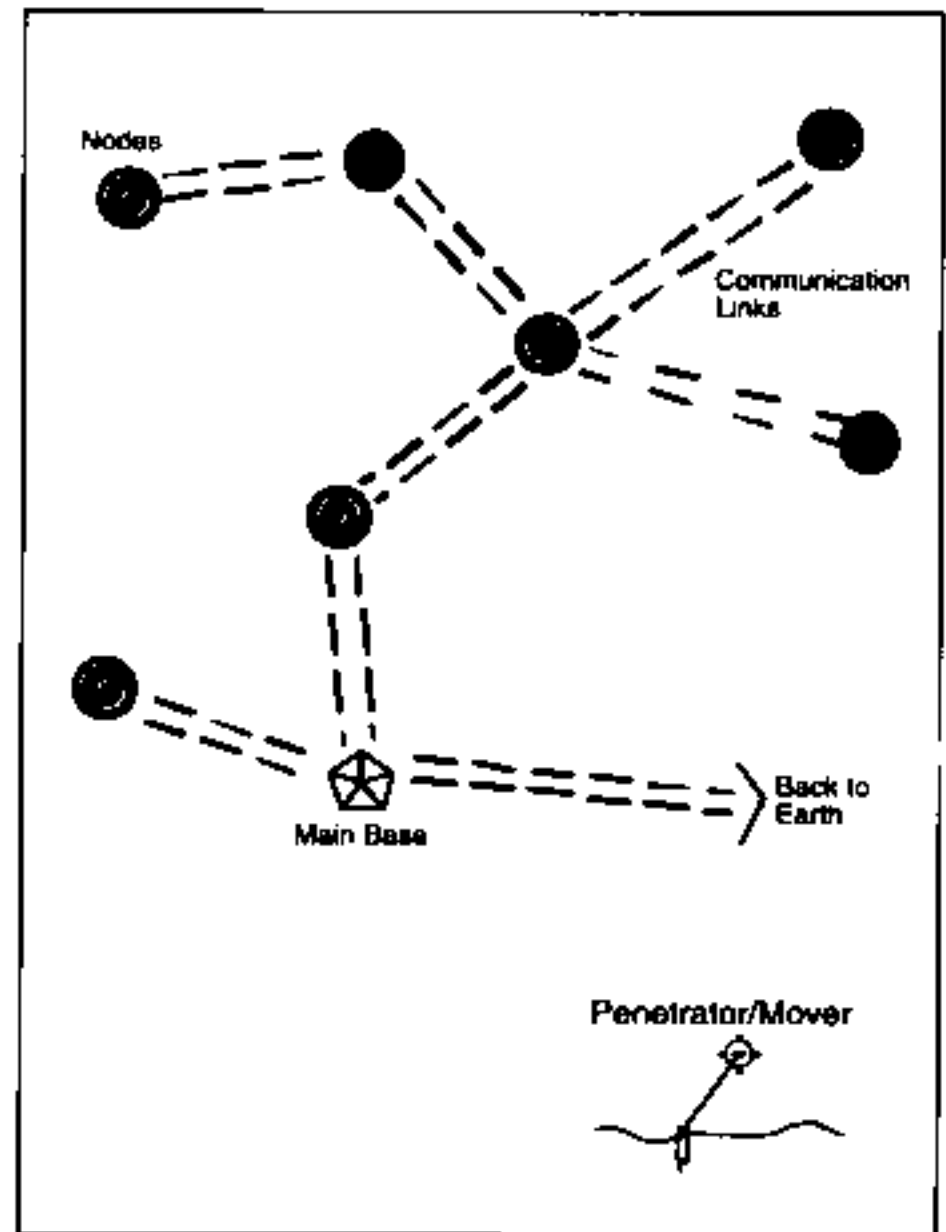 Nodes
Communication
Links
Back to
Earth
Main Base
Penetrator/Mover